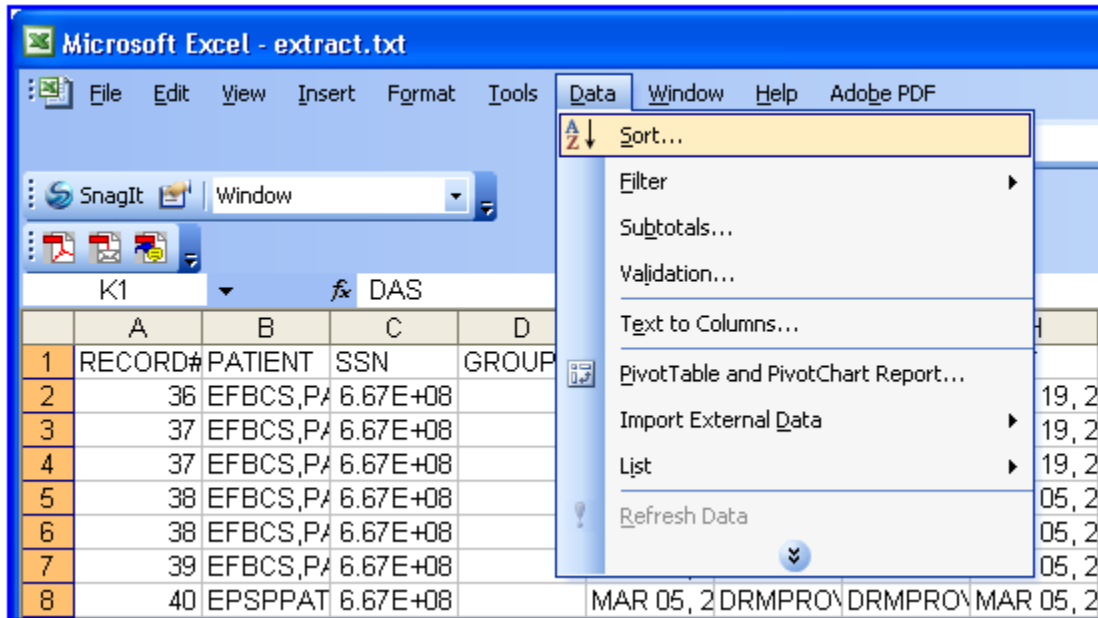 Microsoft Excel - extract.txt
File Edit View Insert Format Tools Data Window Help Adobe PDF
Sort...
Filter
SnagIt Window
Subtotals...
Validation...
K1 fx DAS
Text to Columns...
A B C D H
1 RECORD# PATIENT SSN GROUP
PivotTable and PivotChart Report...
2 36 EFBCS,PA 6.67E+08 19, 2
Import External Data
3 37 EFBCS,PA 6.67E+08 19, 2
4 37 EFBCS,PA 6.67E+08 19, 2
List
5 38 EFBCS,PA 6.67E+08 05, 2
Refresh Data
6 38 EFBCS,PA 6.67E+08 05, 2
7 39 EFBCS,PA 6.67E+08 05, 2
8 40 EPSPPAT 6.67E+08 MAR 05, 2 DRMPROV DRMPROV MAR 05, 2